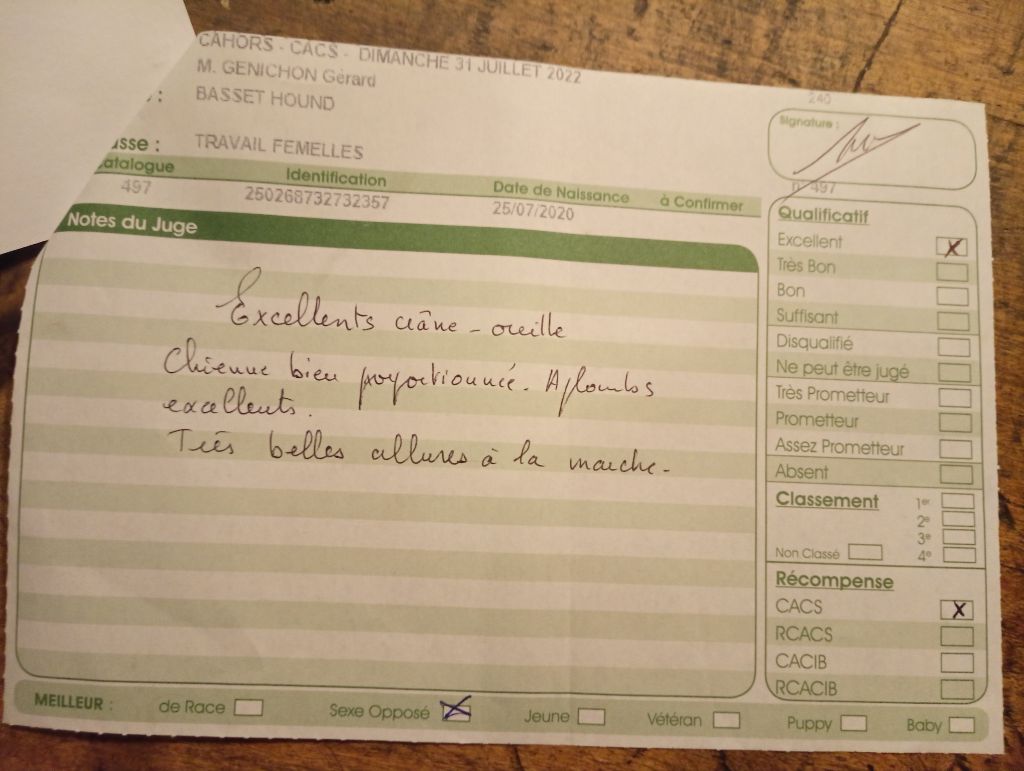 CAHORS - CACS - DIMANCHE 31 JUILLET 2022
M. GENICHON Gérard
: BASSET HOUND
240
Signature :
asse : TRAVAIL FEMELLES
atalogue Identification Date de Naissance à Confirmer
497 250268732732357 25/07/2020
n° 497
Notes du Juge
Excellents crâne - oreille
Chienne bien proportionnée. Aplombs
excellents.
Très belles allures à la marche.
Qualificatif
Excellent X
Très Bon
Bon
Suffisant
Disqualifié
Ne peut être jugé
Très Prometteur
Prometteur
Assez Prometteur
Absent
Classement 1er
2e
3e
Non Classé 4e
Récompense
CACS X
RCACS
CACIB
RCACIB
MEILLEUR : de Race Sexe Opposé X Jeune Vétéran Puppy Baby